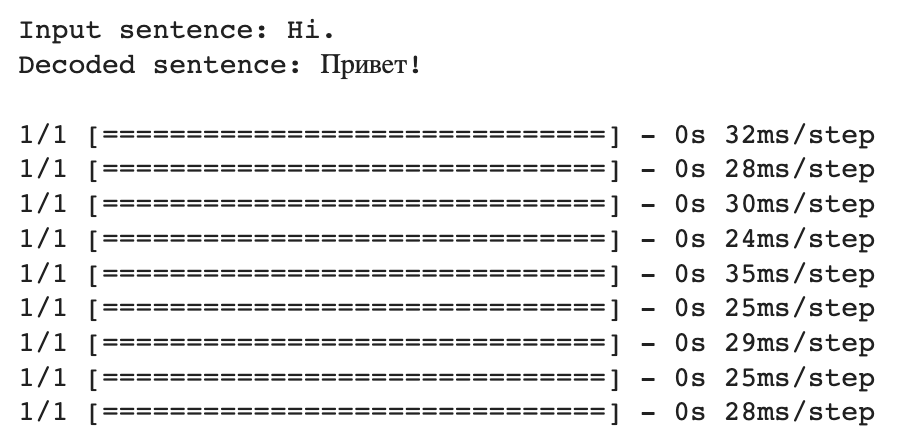 Input sentence: Hi.
Decoded sentence: Привет!
1/1 [==============================] - 0s 32ms/step
1/1 [==============================] - 0s 28ms/step
1/1 [==============================] - 0s 30ms/step
1/1 [==============================] - 0s 24ms/step
1/1 [==============================] - 0s 35ms/step
1/1 [==============================] - 0s 25ms/step
1/1 [==============================] - 0s 29ms/step
1/1 [==============================] - 0s 25ms/step
1/1 [==============================] - 0s 28ms/step